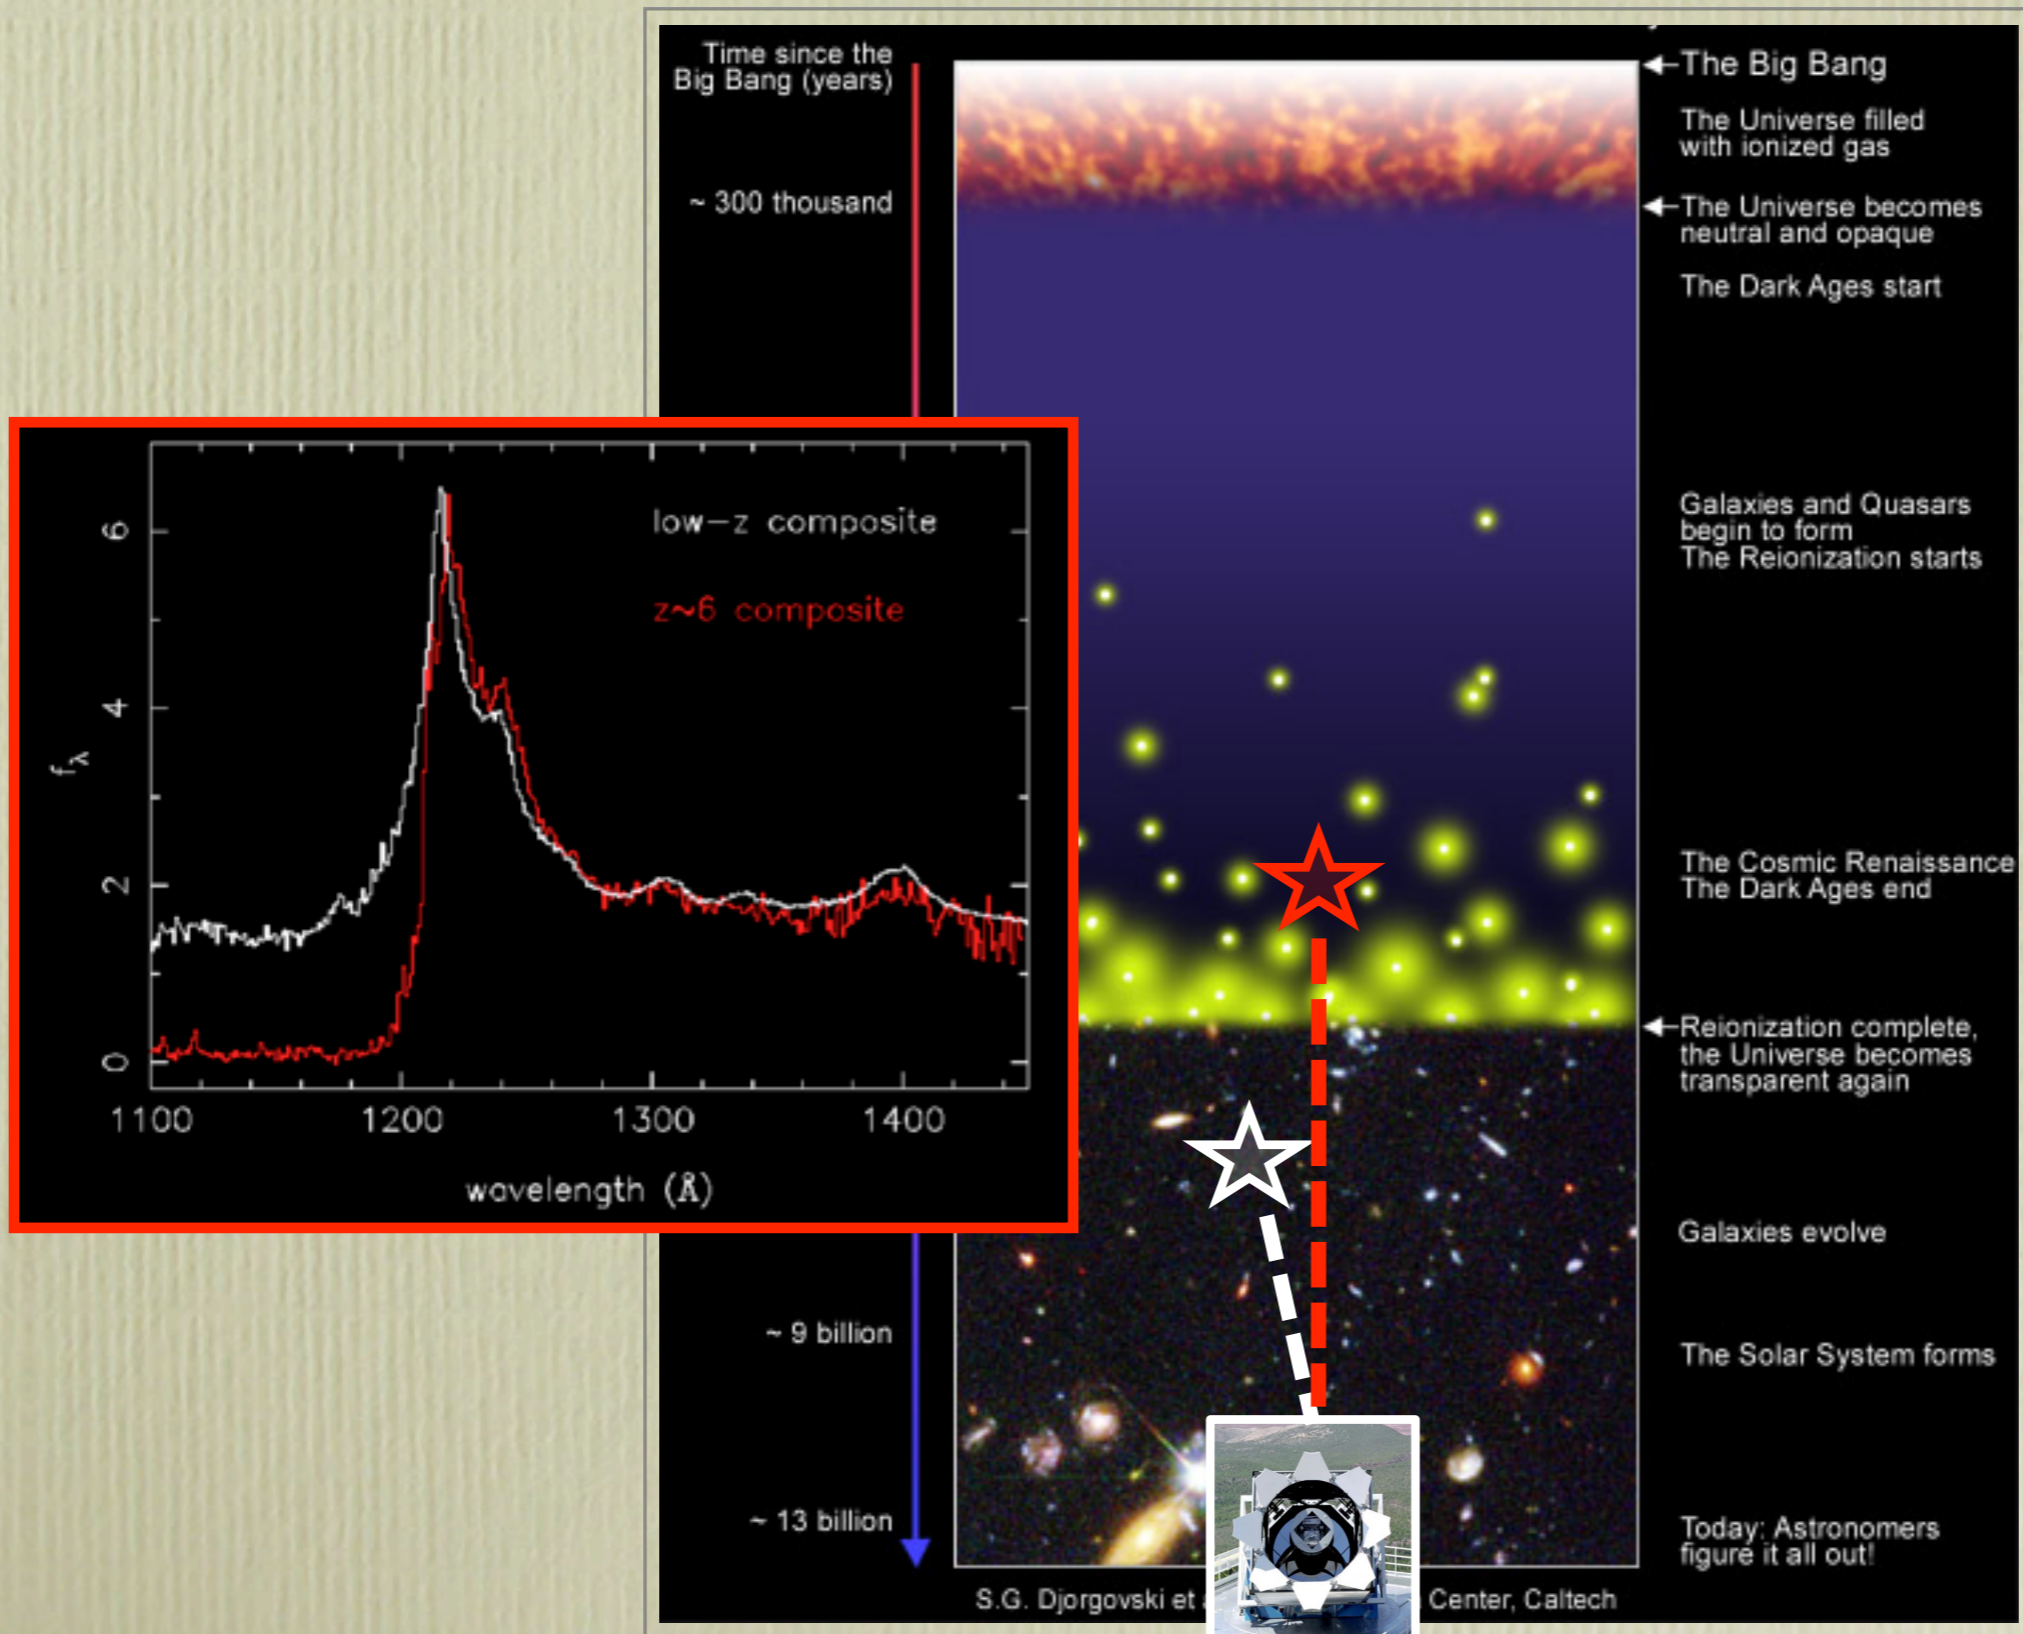 Time since the
Big Bang (years)
~ 300 thousand
~ 9 billion
~ 13 billion
The Big Bang
The Universe filled
with ionized gas
The Universe becomes
neutral and opaque
The Dark Ages start
Galaxies and Quasars
begin to form
The Reionization starts
The Cosmic Renaissance
The Dark Ages end
Reionization complete,
the Universe becomes
transparent again
Galaxies evolve
The Solar System forms
Today: Astronomers
figure it all out!
S.G. Djorgovski et
Center, Caltech
low-z composite
z~6 composite
6
4
2
0
fλ
1100 1200 1300 1400
wavelength (Å)